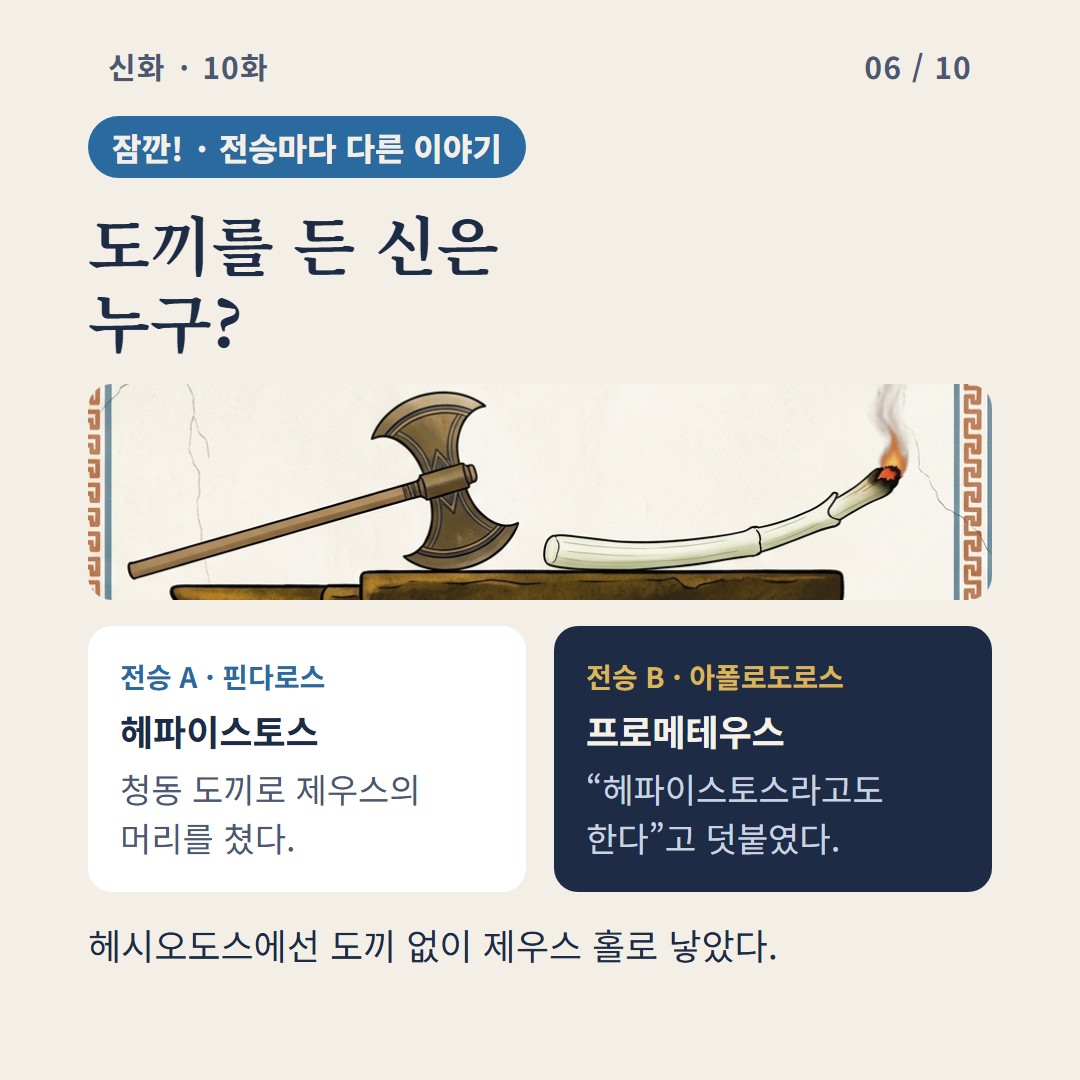 신화 · 10화
06 / 10
잠깐! · 전승마다 다른 이야기
도끼를 든 신은
누구?
전승 A · 핀다로스
헤파이스토스
청동 도끼로 제우스의
머리를 쳤다.
전승 B · 아폴로도로스
프로메테우스
“헤파이스토스라고도
한다”고 덧붙였다.
헤시오도스에선 도끼 없이 제우스 홀로 낳았다.